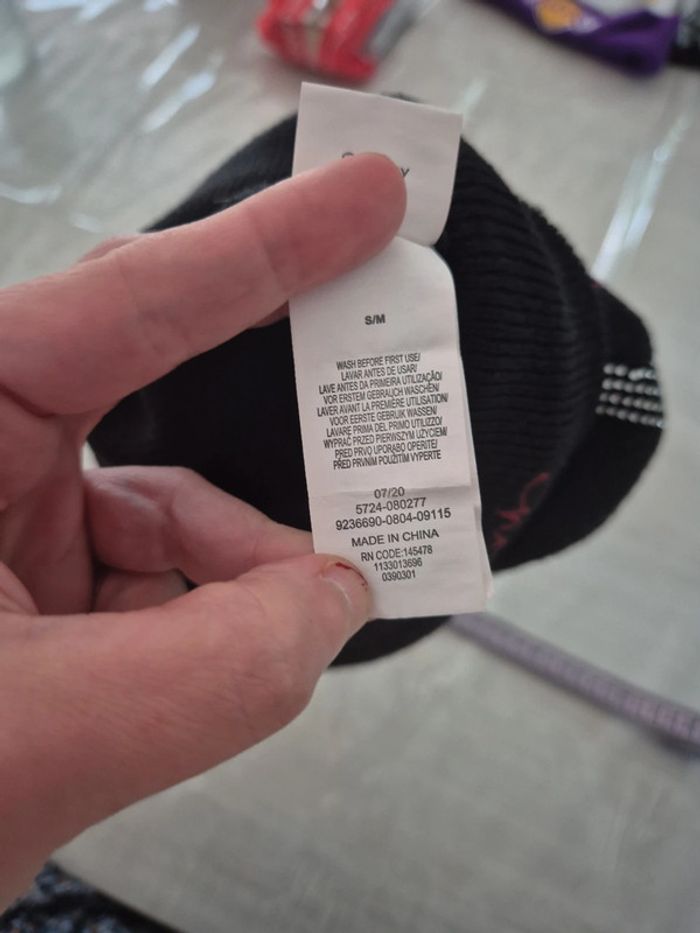 S/M
WASH BEFORE FIRST USE/
LAVAR ANTES DE USAR/
LAVE ANTES DA PRIMEIRA UTILIZAÇÃO/
VOR ERSTEM GEBRAUCH WASCHEN/
LAVER AVANT LA PREMIÈRE UTILISATION/
VOOR EERSTE GEBRUIK WASSEN/
LAVARE PRIMA DEL PRIMO UTILIZZO/
WYPRAĆ PRZED PIERWSZYM UŻYCIEM/
PRED PRVO UPORABO OPERITE/
PŘED PRVNÍM POUŽITÍM VYPERTE
07/20
5724-080277
9236690-0804-09115
MADE IN CHINA
RN CODE:145478
1133013696
0390301